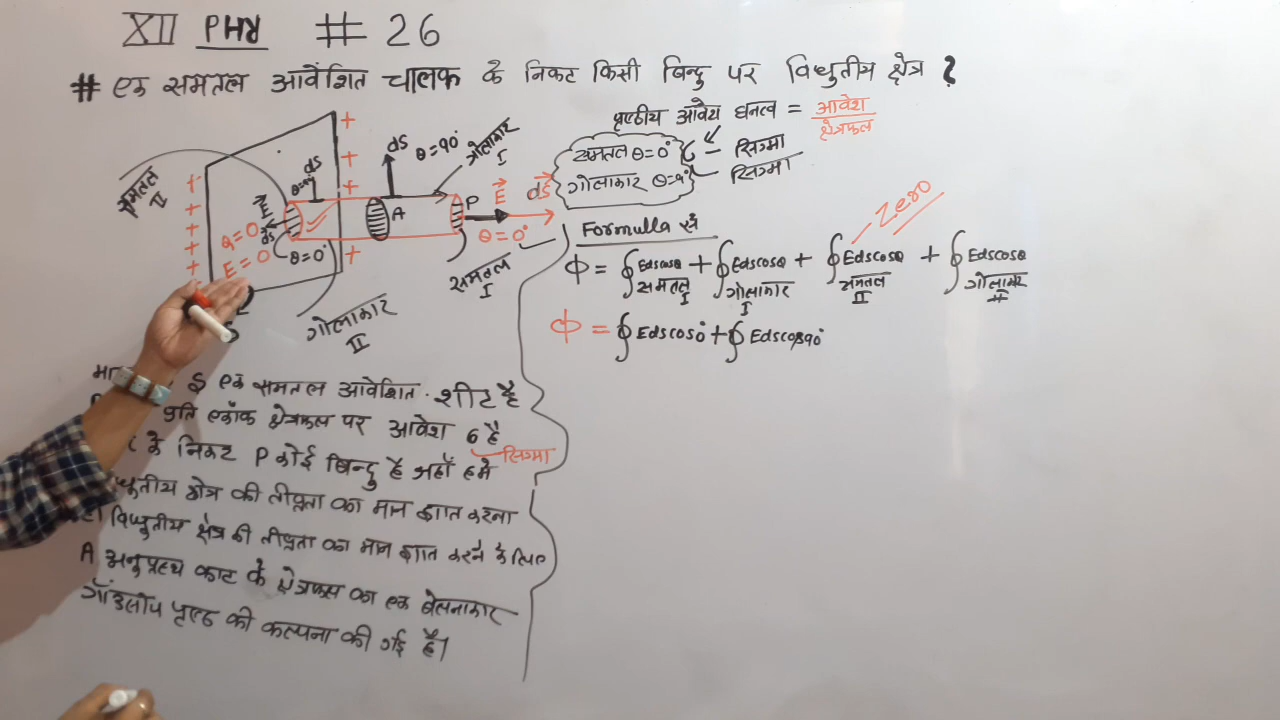 XII PHY # 26
# एक समतल आवेशित चालक के निकट किसी बिन्दु पर विधुतीय क्षेत्र ?
पृष्ठीय आवेश घनत्व = आवेश / क्षेत्रफल
समतल θ=0° – सिग्मा
गोलाकार – सिग्मा
समतल II
+ + + +
+ + + + +
ds θ=90°
गोलाकार I
ds
A
P E ds
θ=0°
समतल I
E ds
Q=0
E=0
θ=0°
गोलाकार II
S
Formulla से
Φ = ∮Edscosθ + ∮Edscosθ + ∮Edscosθ + ∮Edscosθ
समतल I गोलाकार I समतल II गोलाकार II
Zero
Φ = ∮Edscos0° + ∮Edscos90°
S एक समतल आवेशित शीट है
प्रति एकाँक क्षेत्रफल पर आवेश σ है
सिग्मा
के निकट P कोई बिन्दु है जहाँ हमे
क्षेत्र की तीव्रता का मान ज्ञात करना
विधुतीय क्षेत्र की तीव्रता का मान ज्ञात करने के लिए
A अनुप्रस्थ काट के क्षेत्रफल का एक बेलनाकार
गॉउसीय पृष्ठ की कल्पना की गई है।